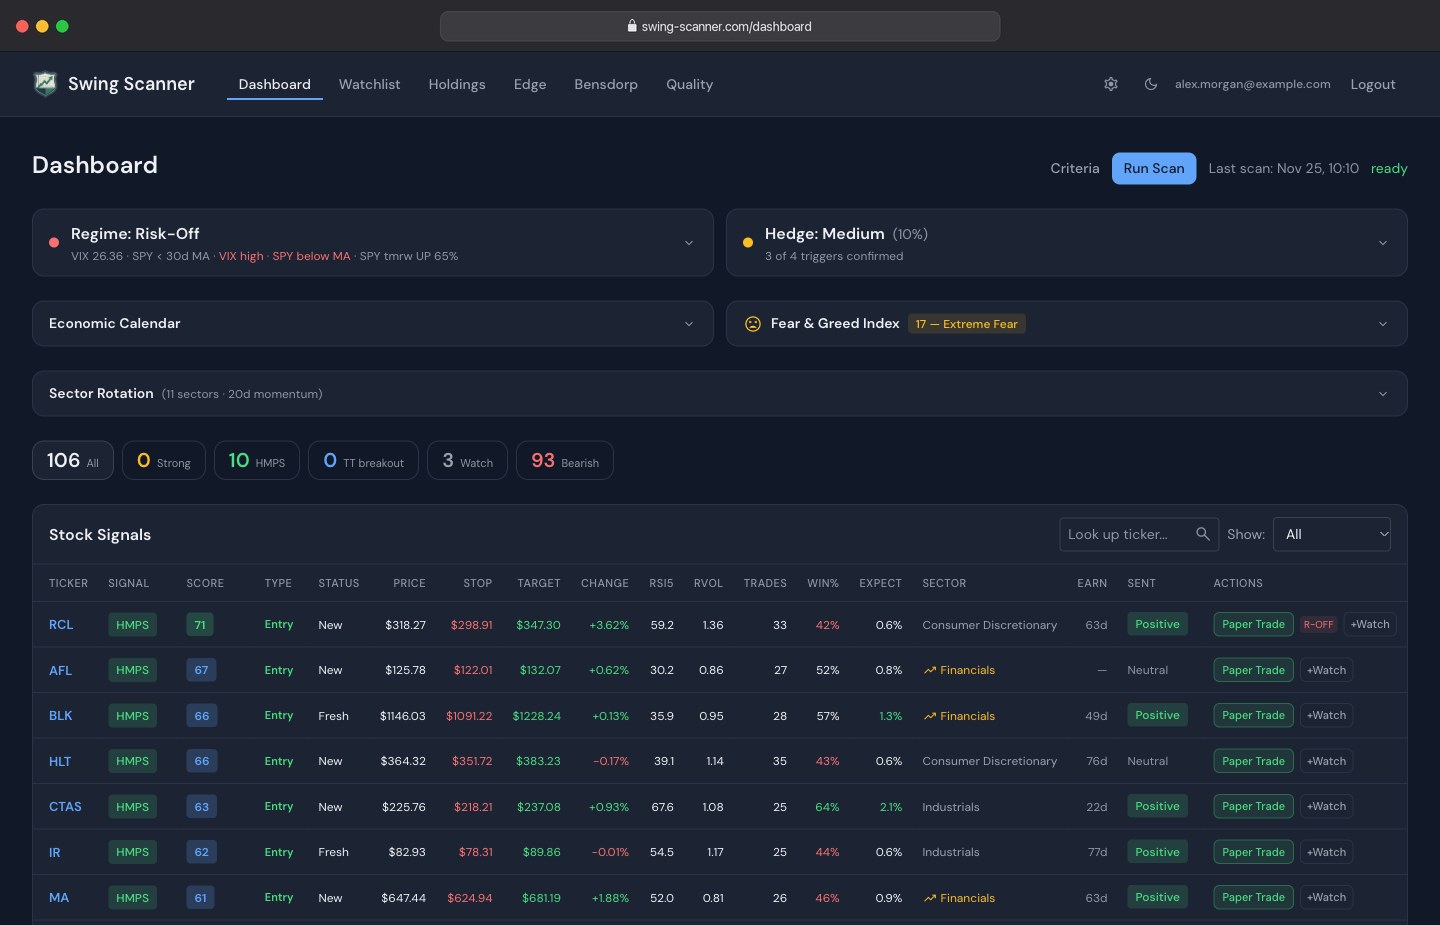 swing-scanner.com/dashboard
Swing Scanner Dashboard Watchlist Holdings Edge Bensdorp Quality alex.morgan@example.com Logout
Dashboard
Criteria Run Scan Last scan: Nov 25, 10:10 ready
Regime: Risk-Off
VIX 26.36 · SPY < 30d MA · VIX high · SPY below MA · SPY tmrw UP 65%
Hedge: Medium (10%)
3 of 4 triggers confirmed
Economic Calendar
Fear & Greed Index 17 — Extreme Fear
Sector Rotation (11 sectors · 20d momentum)
106 All 0 Strong 10 HMPS 0 TT breakout 3 Watch 93 Bearish
Stock Signals Look up ticker... Show: All
TICKER SIGNAL SCORE TYPE STATUS PRICE STOP TARGET CHANGE RSI5 RVOL TRADES WIN% EXPECT SECTOR EARN SENT ACTIONS
RCL HMPS 71 Entry New $318.27 $298.91 $347.30 +3.62% 59.2 1.36 33 42% 0.6% Consumer Discretionary 63d Positive Paper Trade R-OFF +Watch
AFL HMPS 67 Entry New $125.78 $122.01 $132.07 +0.62% 30.2 0.86 27 52% 0.8% Financials — Neutral Paper Trade +Watch
BLK HMPS 66 Entry Fresh $1146.03 $1091.22 $1228.24 +0.13% 35.9 0.95 28 57% 1.3% Financials 49d Positive Paper Trade +Watch
HLT HMPS 66 Entry New $364.32 $351.72 $383.23 -0.17% 39.1 1.14 35 43% 0.6% Consumer Discretionary 76d Neutral Paper Trade +Watch
CTAS HMPS 63 Entry New $225.76 $218.21 $237.08 +0.93% 67.6 1.08 25 64% 2.1% Industrials 22d Positive Paper Trade +Watch
IR HMPS 62 Entry Fresh $82.93 $78.31 $89.86 -0.01% 54.5 1.17 25 44% 0.6% Industrials 77d Positive Paper Trade +Watch
MA HMPS 61 Entry New $647.44 $624.94 $681.19 +1.88% 52.0 0.81 26 46% 0.9% Financials 63d Positive Paper Trade +Watch